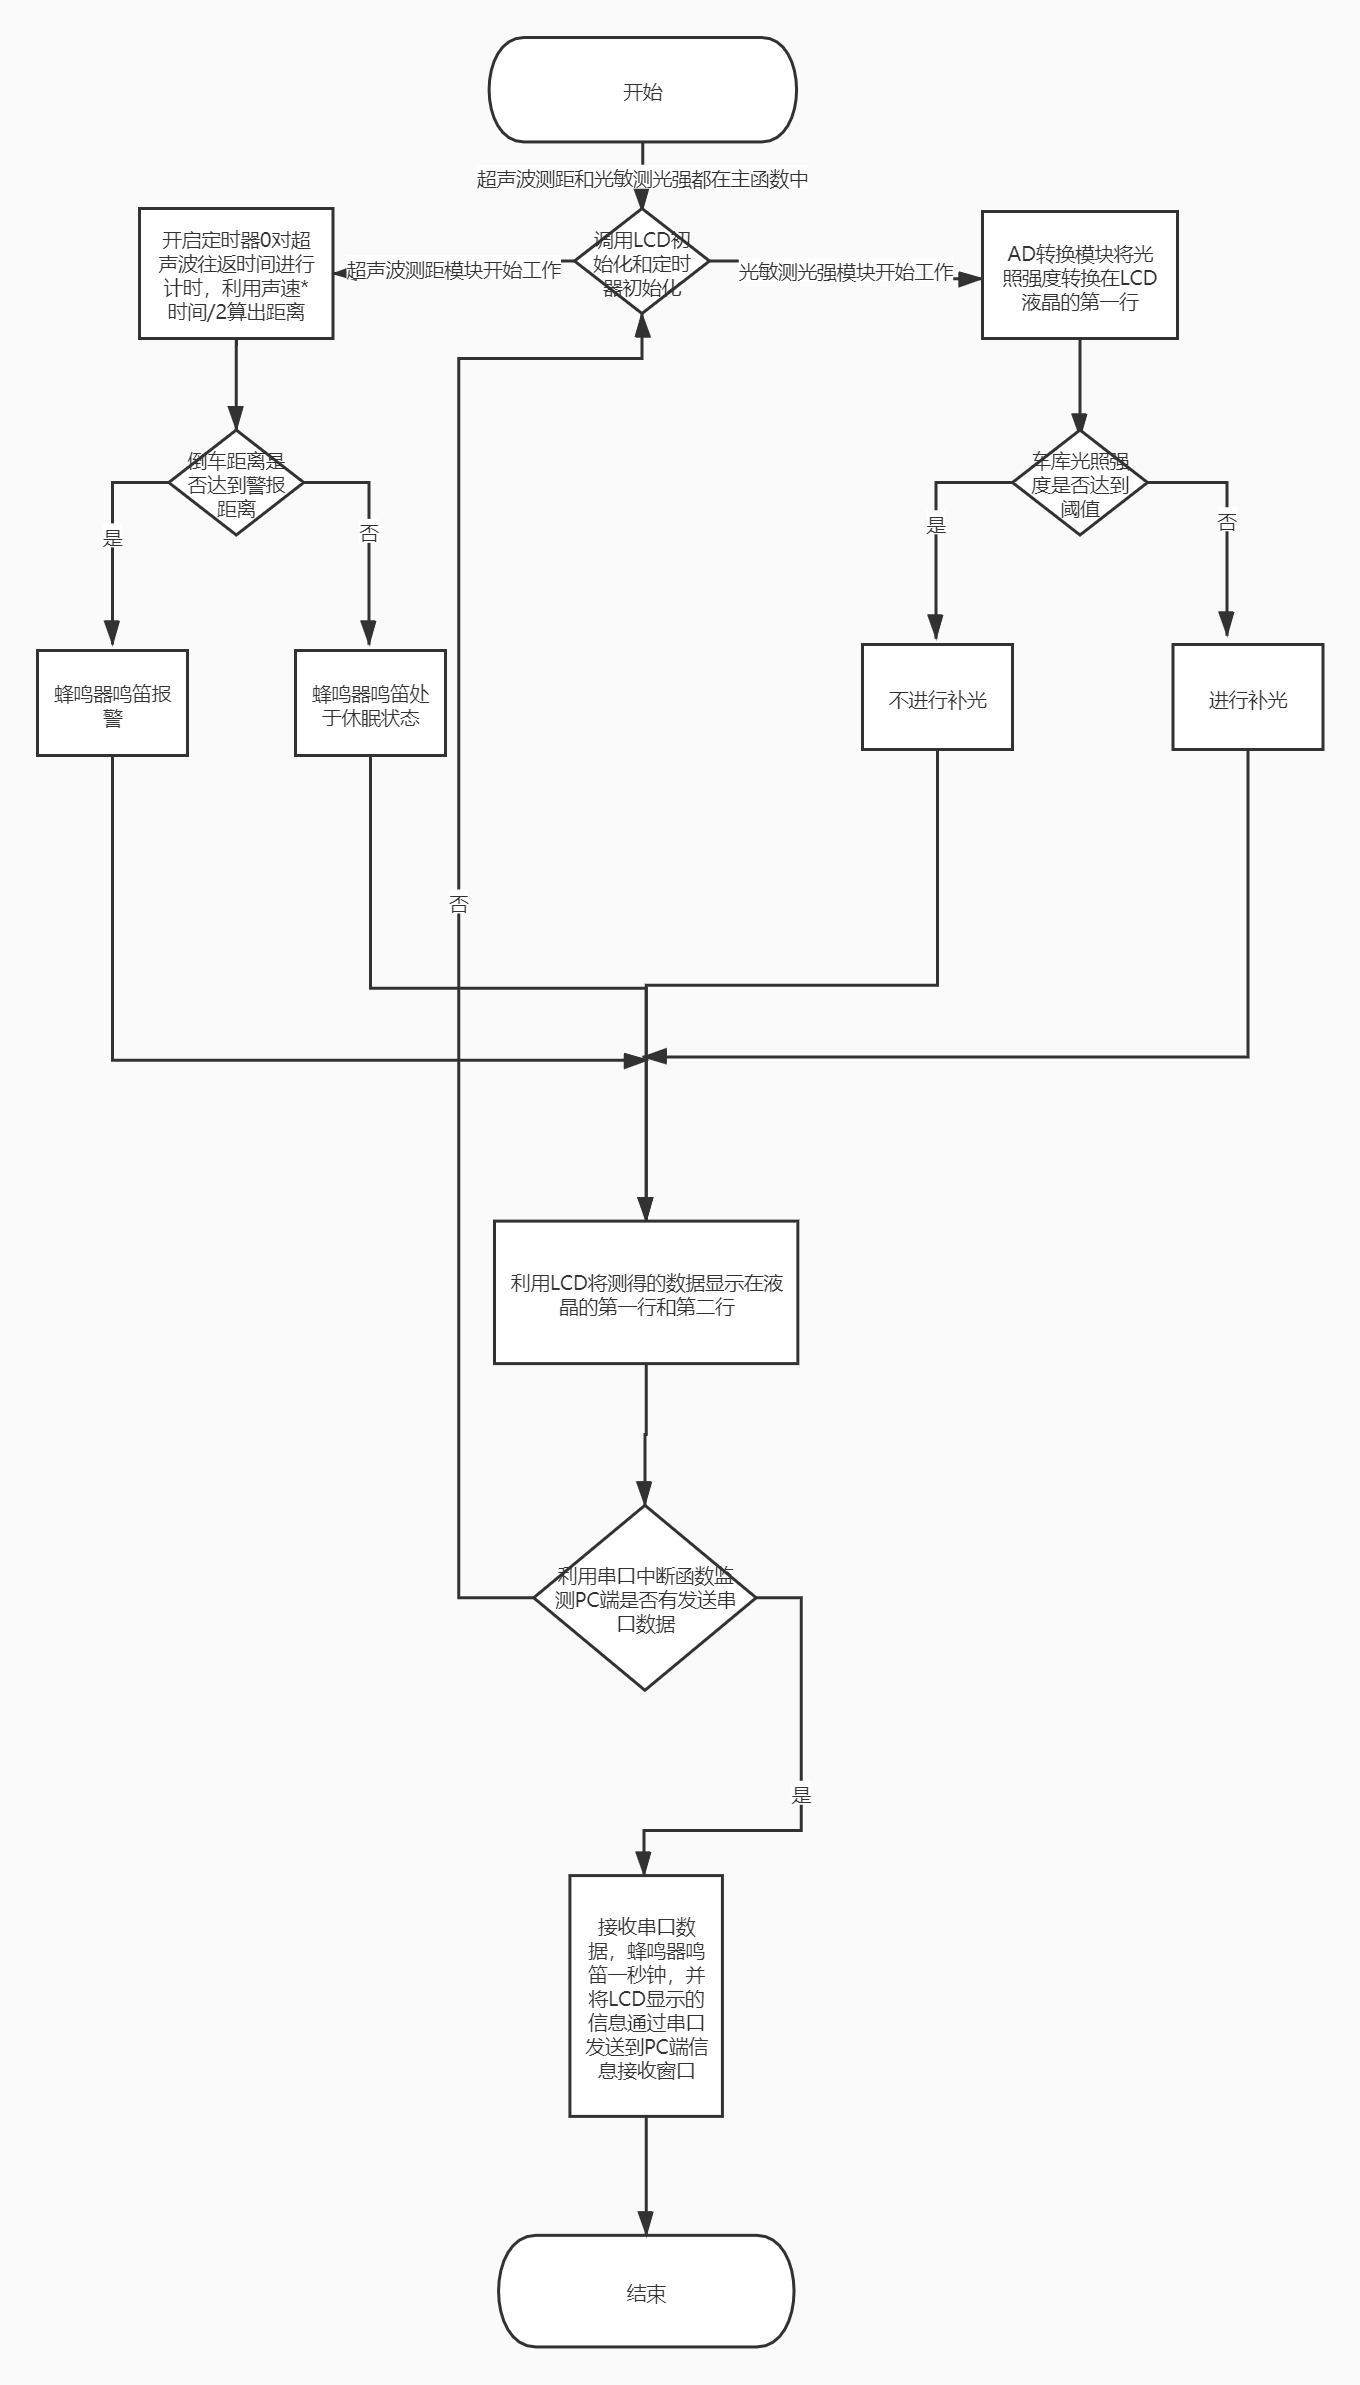 开始
超声波测距和光敏测光强都在主函数中
调用LCD初
始化和定时
器初始化
超声波测距模块开始工作
光敏测光强模块开始工作
开启定时器0对超
声波往返时间进行
计时，利用声速*
时间/2算出距离
AD转换模块将光
照强度转换在LCD
液晶的第一行
倒车距离是
否达到警报
距离
车库光照强
度是否达到
阈值
是
否
是
否
蜂鸣器鸣笛报
警
蜂鸣器鸣笛处
于休眠状态
不进行补光
进行补光
否
利用LCD将测得的数据显示在液
晶的第一行和第二行
利用串口中断函数监
测PC端是否有发送串
口数据
是
接收串口数
据，蜂鸣器鸣
笛一秒钟，并
将LCD显示的
信息通过串口
发送到PC端信
息接收窗口
结束